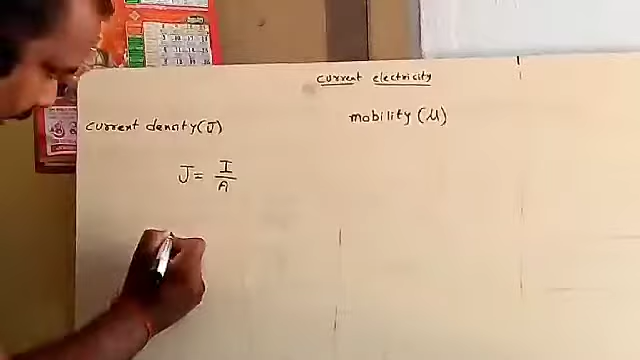 current electricity
current density (J)
mobility (μ)
J = I/A